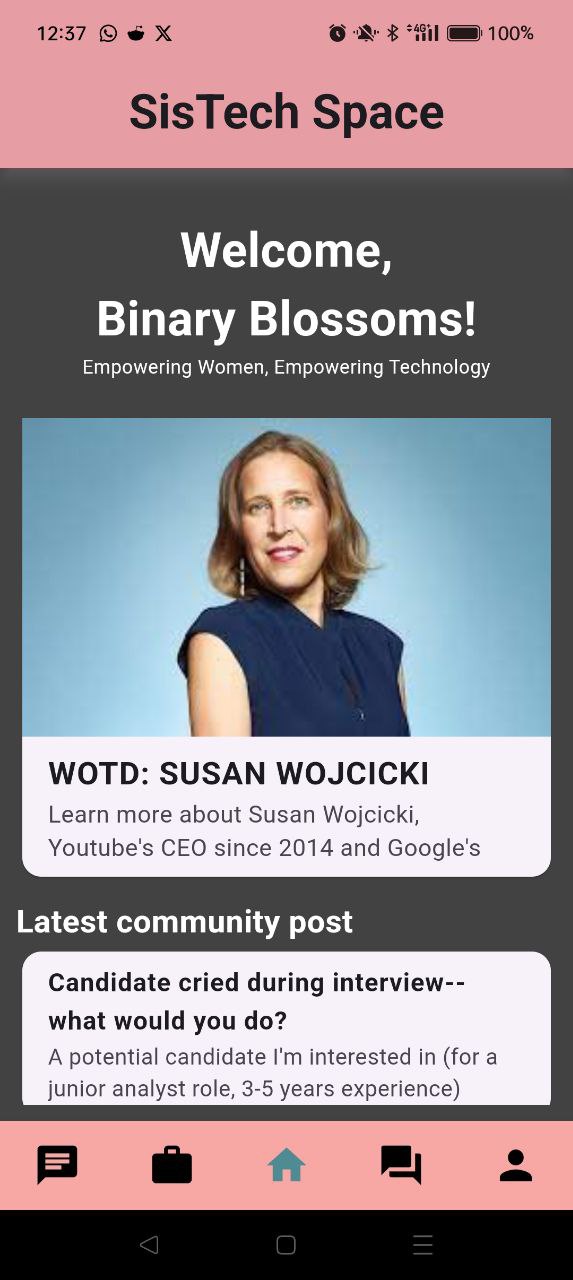 12:37
4G+
100%
SisTech Space
Welcome,
Binary Blossoms!
Empowering Women, Empowering Technology
WOTD: SUSAN WOJCICKI
Learn more about Susan Wojcicki,
Youtube's CEO since 2014 and Google's
Latest community post
Candidate cried during interview--
what would you do?
A potential candidate I'm interested in (for a
junior analyst role, 3-5 years experience)